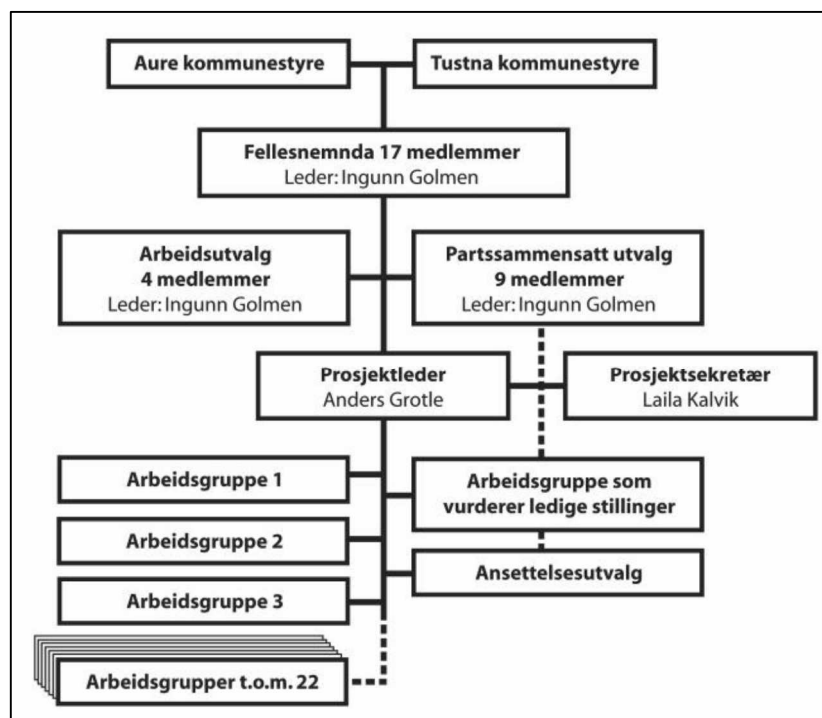 Aure kommunestyre
Tustna kommunestyre
Fellesnemnda 17 medlemmer
Leder: Ingunn Golmen
Arbeidsutvalg
4 medlemmer
Leder: Ingunn Golmen
Partssammensatt utvalg
9 medlemmer
Leder: Ingunn Golmen
Prosjektleder
Anders Grotle
Prosjektsekretær
Laila Kalvik
Arbeidsgruppe 1
Arbeidsgruppe som
vurderer ledige stillinger
Arbeidsgruppe 2
Ansettelsesutvalg
Arbeidsgruppe 3
Arbeidsgrupper t.o.m. 22